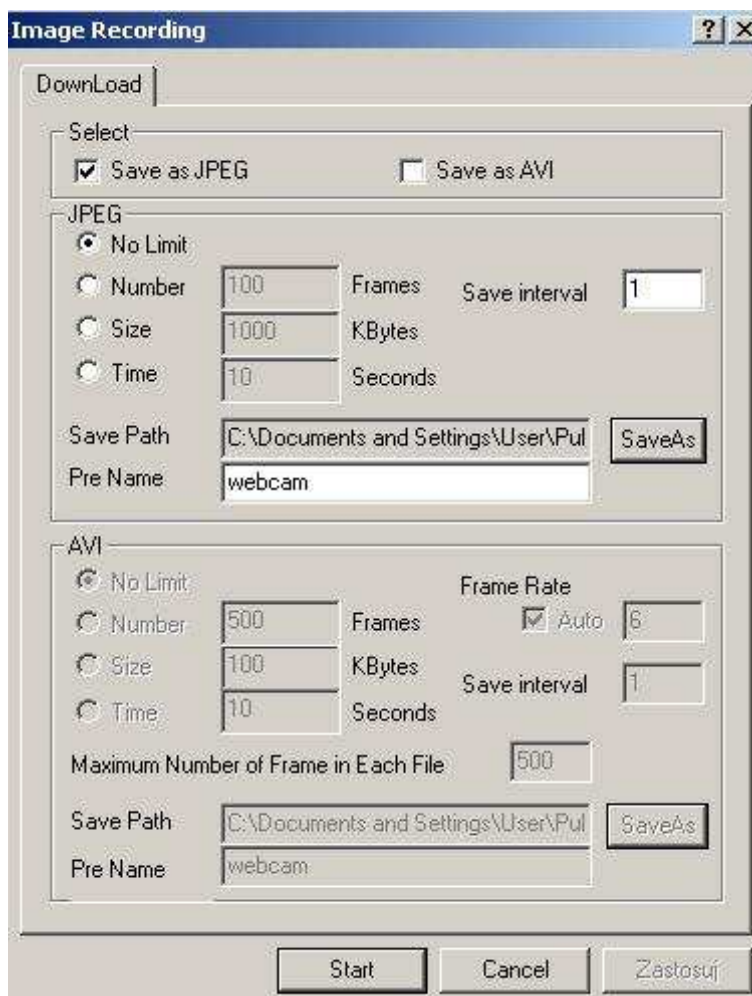 Image Recording
DownLoad
Select
Save as JPEG Save as AVI
JPEG
No Limit
Number 100 Frames Save interval 1
Size 1000 KBytes
Time 10 Seconds
Save Path C:\Documents and Settings\User\Pul SaveAs
Pre Name webcam
AVI
No Limit Frame Rate
Number 500 Frames Auto 6
Size 100 KBytes
Save interval 1
Time 10 Seconds
Maximum Number of Frame in Each File 500
Save Path C:\Documents and Settings\User\Pul SaveAs
Pre Name webcam
Start Cancel Zastosuj